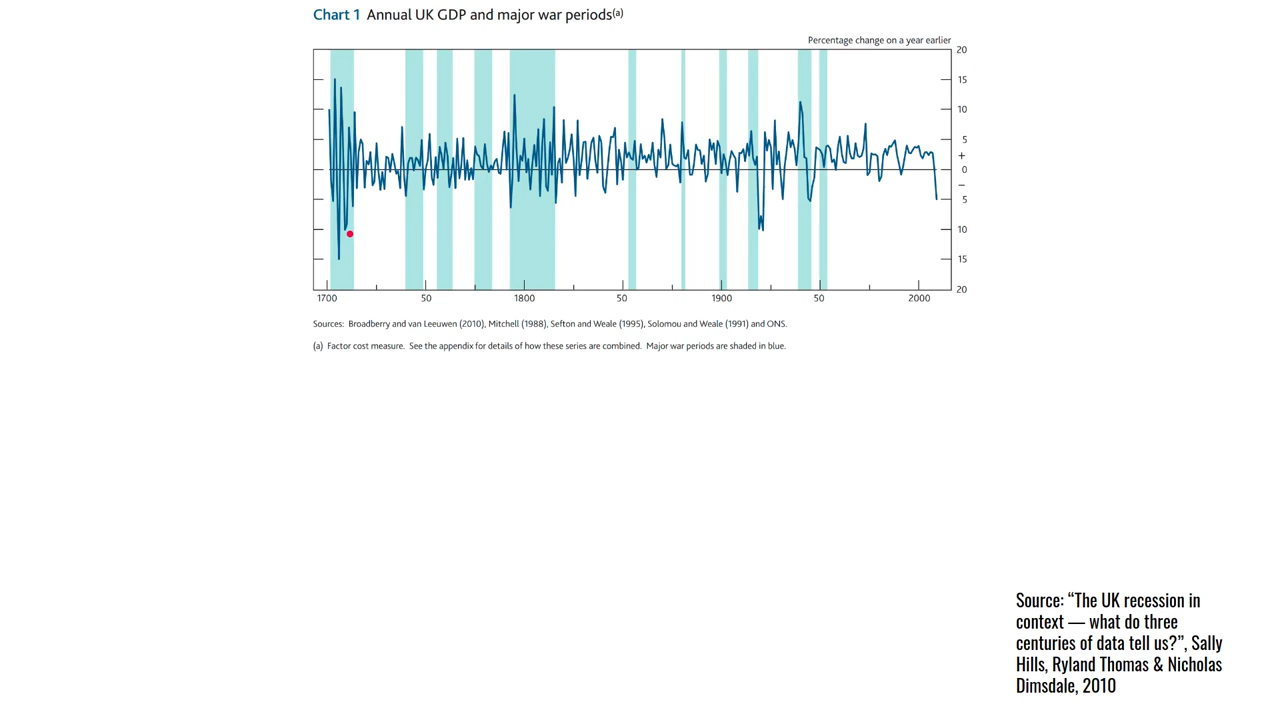 Chart 1 Annual UK GDP and major war periods(a)
Percentage change on a year earlier
20
15
10
5
+
0
–
5
10
15
20
1700 50 1800 50 1900 50 2000
Sources: Broadberry and van Leeuwen (2010), Mitchell (1988), Sefton and Weale (1995), Solomou and Weale (1991) and ONS.
(a) Factor cost measure. See the appendix for details of how these series are combined. Major war periods are shaded in blue.
Source: “The UK recession in
context — what do three
centuries of data tell us?”, Sally
Hills, Ryland Thomas & Nicholas
Dimsdale, 2010